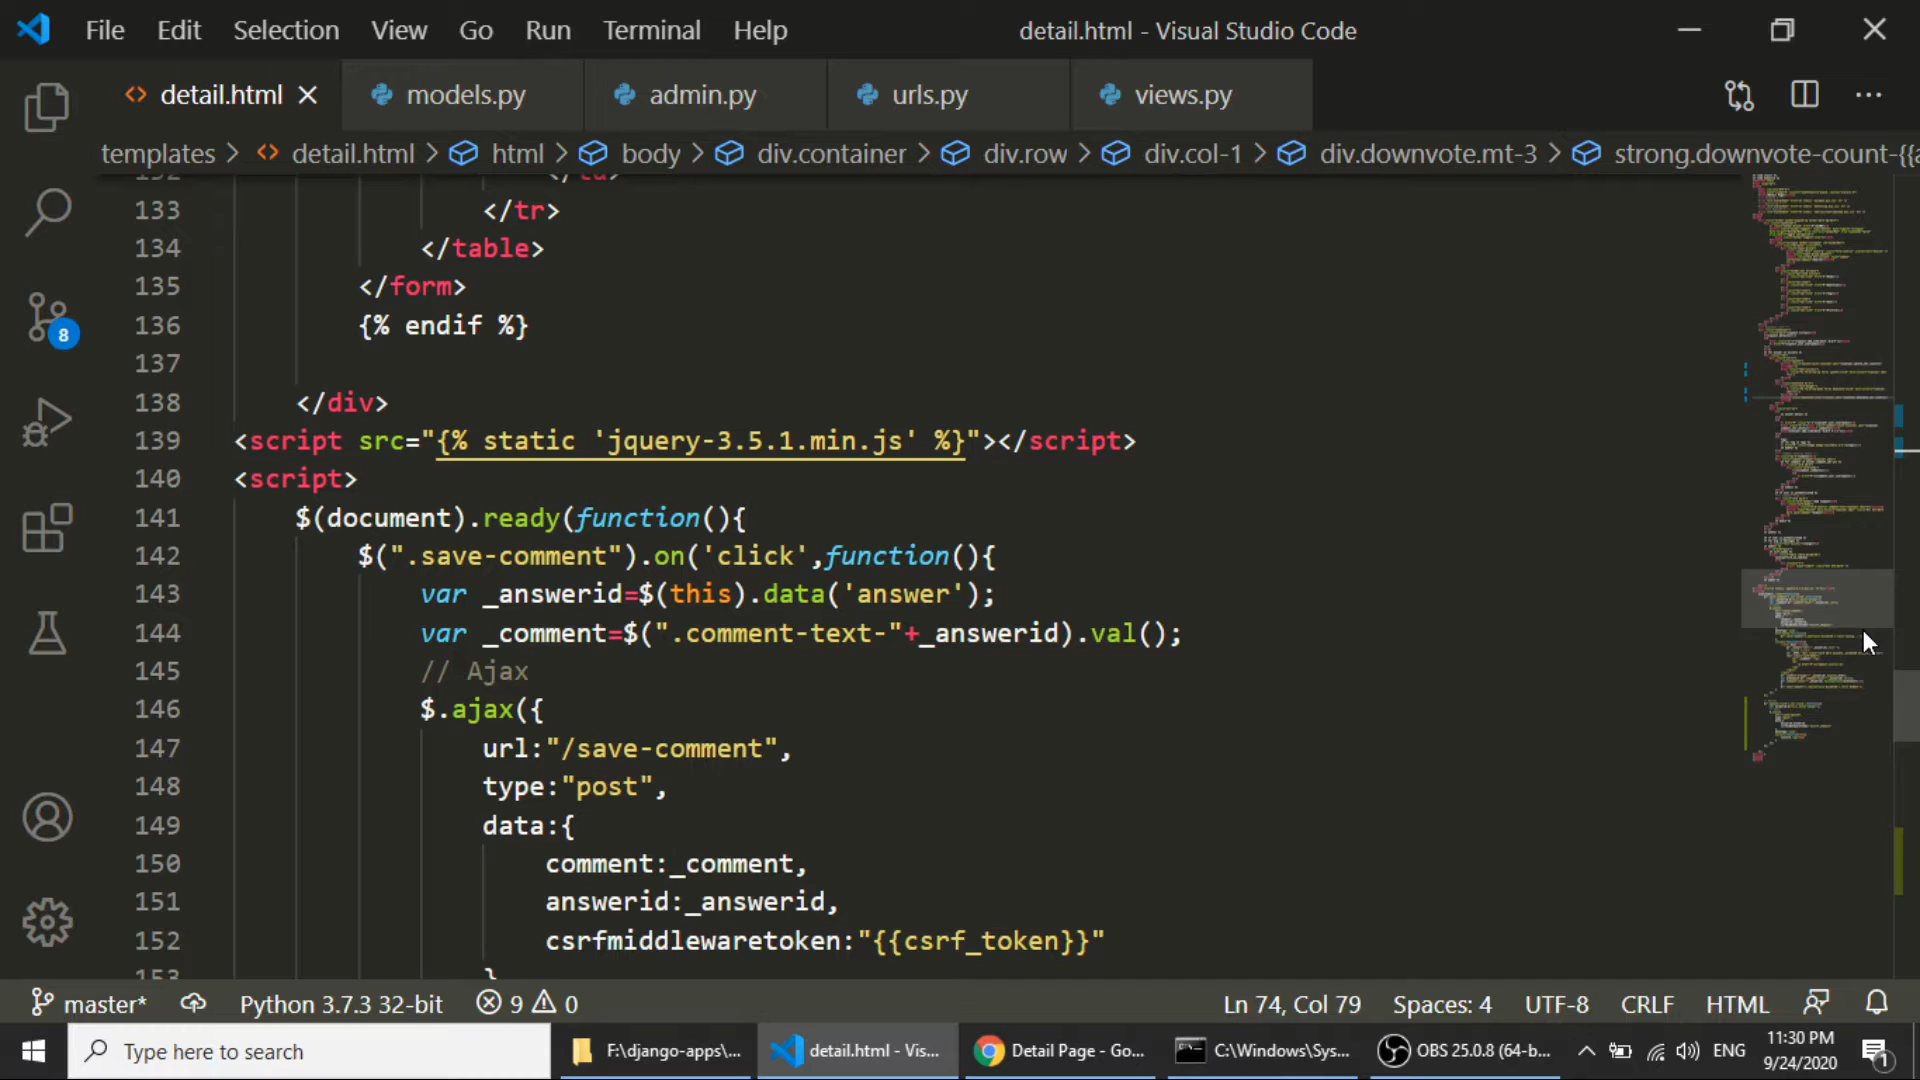 File Edit Selection View Go Run Terminal Help detail.html - Visual Studio Code
detail.html models.py admin.py urls.py views.py
templates > detail.html > html > body > div.container > div.row > div.col-1 > div.downvote.mt-3 > strong.downvote-count-{{a
133 </tr>
134 </table>
135 </form>
136 {% endif %}
137
138 </div>
139 <script src="{% static 'jquery-3.5.1.min.js' %}"></script>
140 <script>
141 $(document).ready(function(){
142 $(".save-comment").on('click',function(){
143 var _answerid=$(this).data('answer');
144 var _comment=$(".comment-text-"+_answerid).val();
145 // Ajax
146 $.ajax({
147 url:"/save-comment",
148 type:"post",
149 data:{
150 comment:_comment,
151 answerid:_answerid,
152 csrfmiddlewaretoken:"{{csrf_token}}"
153 }
8
master* Python 3.7.3 32-bit 9 0 Ln 74, Col 79 Spaces: 4 UTF-8 CRLF HTML
Type here to search F:\django-apps\... detail.html - Vis... Detail Page - Go... C:\Windows\Sys... OBS 25.0.8 (64-b... ENG 11:30 PM
9/24/2020 1